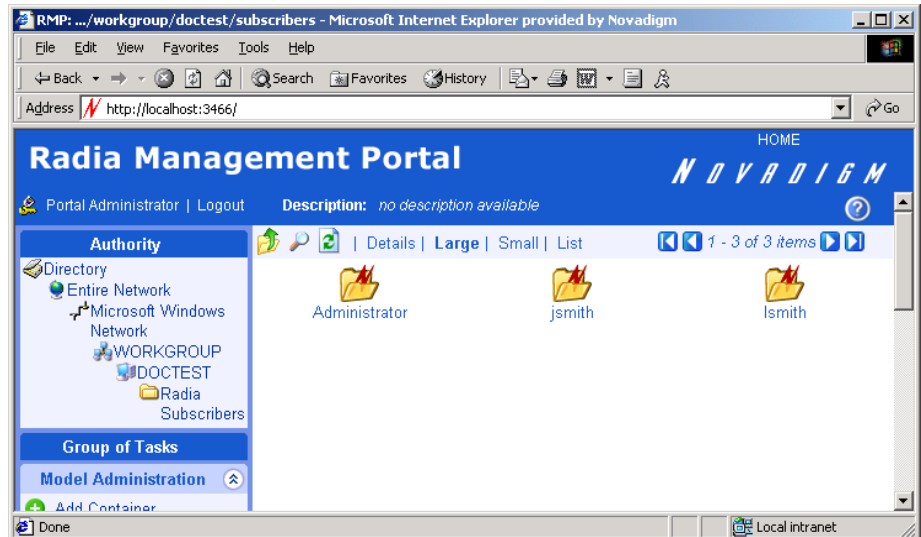 RMP: .../workgroup/doctest/subscribers - Microsoft Internet Explorer provided by Novadigm
File Edit View Favorites Tools Help
Back Search Favorites History
Address http://localhost:3466/ Go
HOME
Radia Management Portal
NOVADIGM
Portal Administrator | Logout Description: no description available
Authority
| Details | Large | Small | List 1 - 3 of 3 items
Directory
Entire Network
Microsoft Windows
Network
WORKGROUP
DOCTEST
Radia
Subscribers
Administrator jsmith lsmith
Group of Tasks
Model Administration
Add Container
Done Local intranet